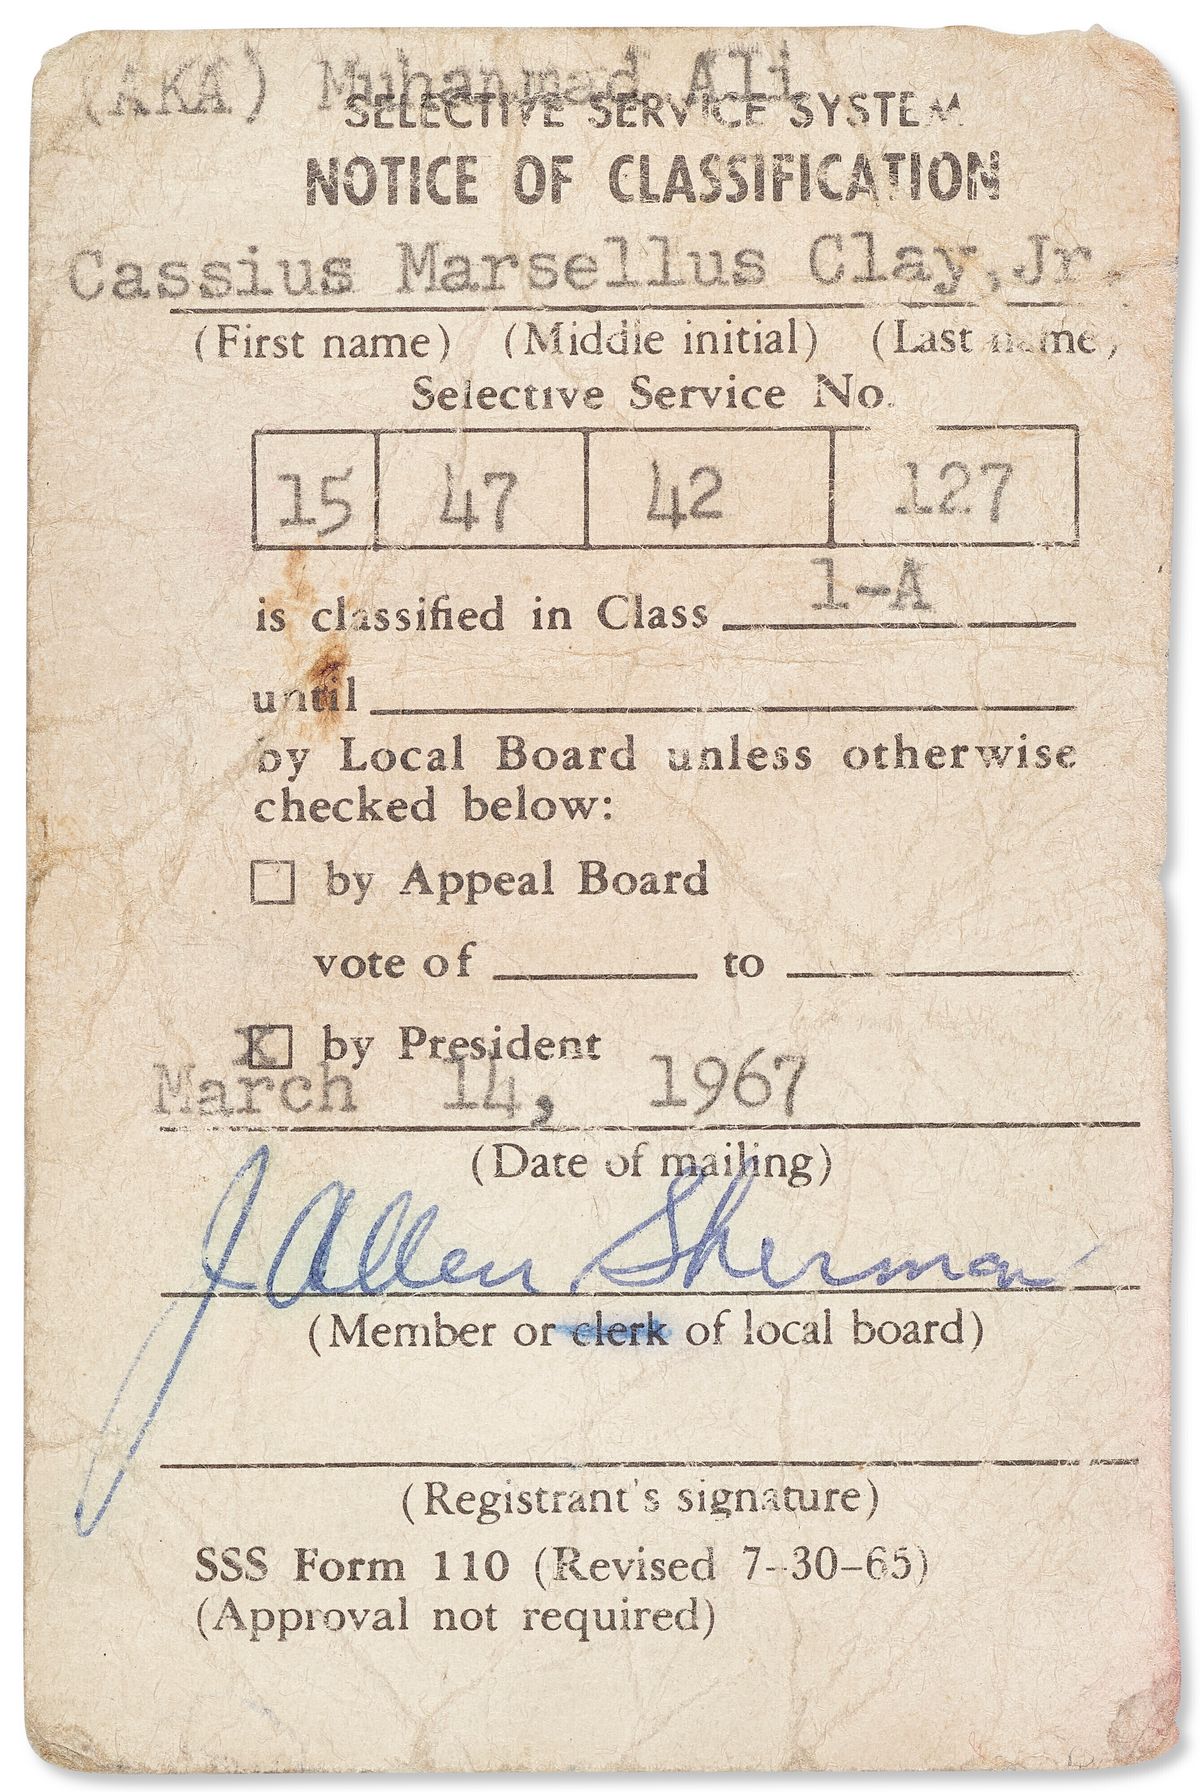 (AKA) Muhammad Ali
SELECTIVE SERVICE SYSTEM
NOTICE OF CLASSIFICATION
Cassius Marsellus Clay,Jr.
(First name) (Middle initial) (Last name)
Selective Service No.
15 47 42 127
is classified in Class 1-A
until
by Local Board unless otherwise
checked below:
☐ by Appeal Board
vote of ______ to ______
X by President
March 14, 1967
(Date of mailing)
J Allen Sherman
(Member or clerk of local board)
(Registrant's signature)
SSS Form 110 (Revised 7-30-65)
(Approval not required)